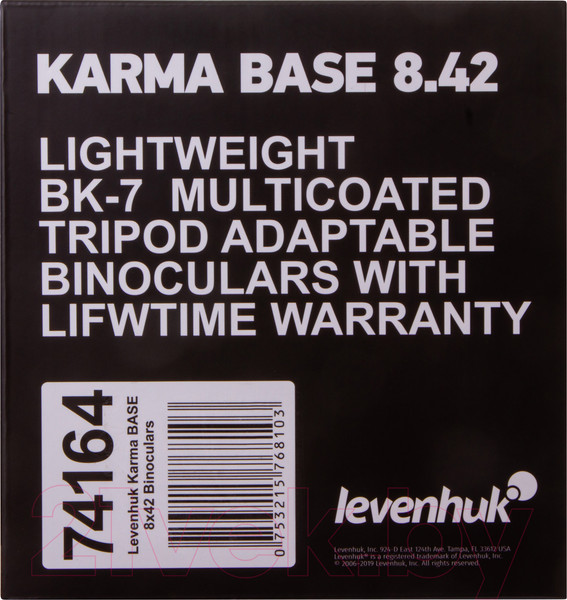 KARMA BASE 8.42
LIGHTWEIGHT
BK-7 MULTICOATED
TRIPOD ADAPTABLE
BINOCULARS WITH
LIFWTIME WARRANTY
74164
Levenhuk Karma BASE
8x42 Binoculars
0 753215 768103
levenhuk
Levenhuk, Inc. 924-D East 124th Ave. Tampa, FL 33612 USA
Levenhuk® is a registered trademark of Levenhuk, Inc.
© 2006-2019 Levenhuk, Inc. All rights reserved.
21vek.by